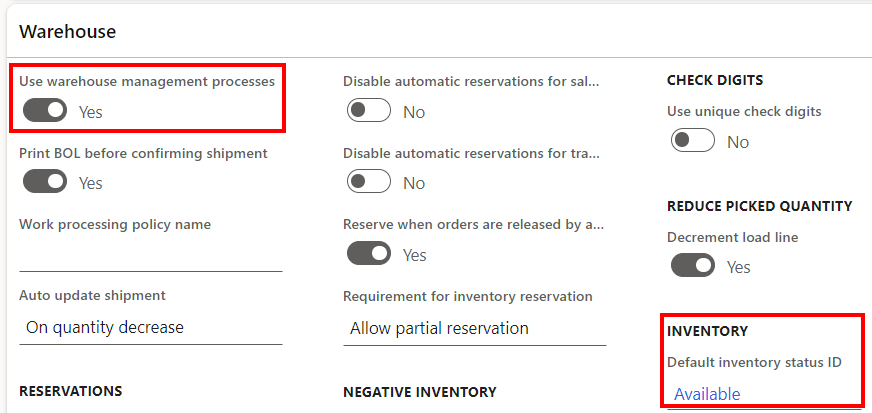 Warehouse
Use warehouse management processes
Yes
Print BOL before confirming shipment
Yes
Work processing policy name
Auto update shipment
On quantity decrease
RESERVATIONS
Disable automatic reservations for sal...
No
Disable automatic reservations for tra...
No
Reserve when orders are released by a...
Yes
Requirement for inventory reservation
Allow partial reservation
NEGATIVE INVENTORY
CHECK DIGITS
Use unique check digits
No
REDUCE PICKED QUANTITY
Decrement load line
Yes
INVENTORY
Default inventory status ID
Available